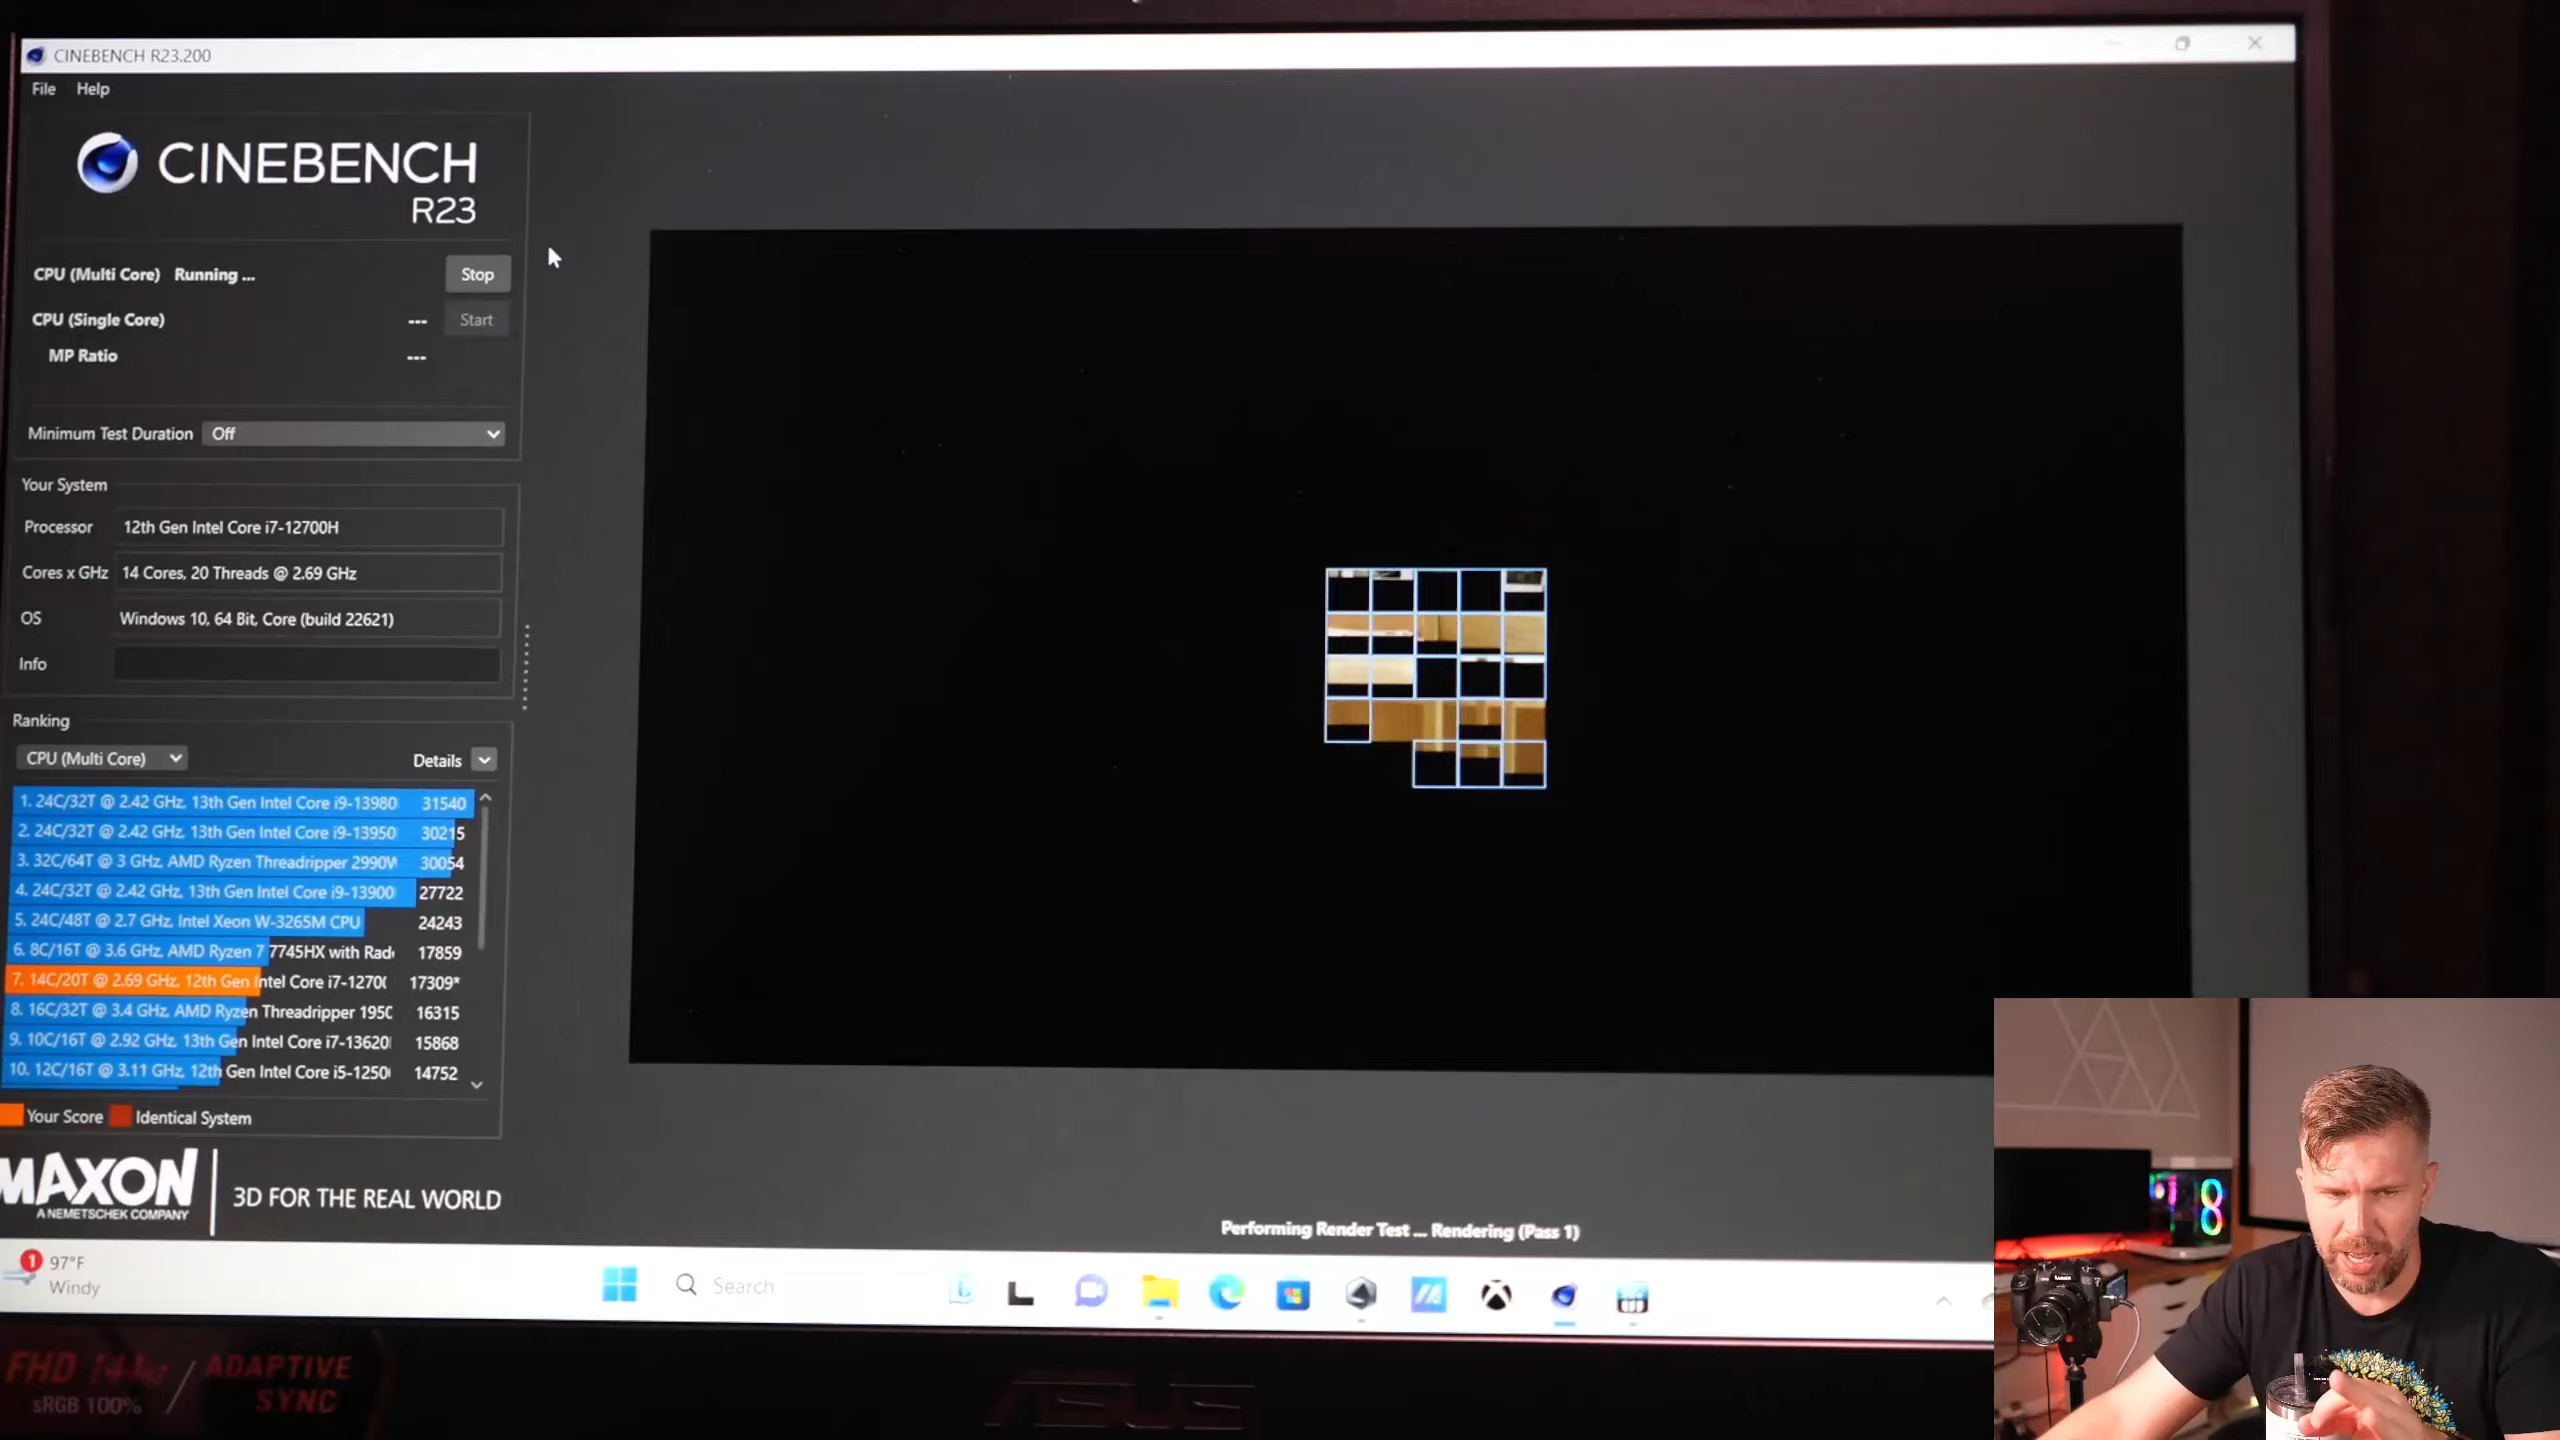 CINEBENCH R23.200
File Help
CINEBENCH
R23
CPU (Multi Core) Running ... Stop
CPU (Single Core) --- Start
MP Ratio ---
Minimum Test Duration Off
Your System
Processor 12th Gen Intel Core i7-12700H
Cores x GHz 14 Cores, 20 Threads @ 2.69 GHz
OS Windows 10, 64 Bit, Core (build 22621)
Info
Ranking
CPU (Multi Core) Details
1. 24C/32T @ 2.42 GHz, 13th Gen Intel Core i9-13980 31540
2. 24C/32T @ 2.42 GHz, 13th Gen Intel Core i9-13950 30215
3. 32C/64T @ 3 GHz, AMD Ryzen Threadripper 2990W 30054
4. 24C/32T @ 2.42 GHz, 13th Gen Intel Core i9-13900 27722
5. 24C/48T @ 2.7 GHz, Intel Xeon W-3265M CPU 24243
6. 8C/16T @ 3.6 GHz, AMD Ryzen 7 7745HX with Rad 17859
7. 14C/20T @ 2.69 GHz, 12th Gen Intel Core i7-1270 17309*
8. 16C/32T @ 3.4 GHz, AMD Ryzen Threadripper 195 16315
9. 10C/16T @ 2.92 GHz, 13th Gen Intel Core i7-13620 15868
10. 12C/16T @ 3.11 GHz, 12th Gen Intel Core i5-1250 14752
Your Score Identical System
MAXON
A NEMETSCHEK COMPANY
3D FOR THE REAL WORLD
Performing Render Test ... Rendering (Pass 1)
1 97°F
Windy
Search
FHD 144Hz / ADAPTIVE
sRGB 100% SYNC
ASUS